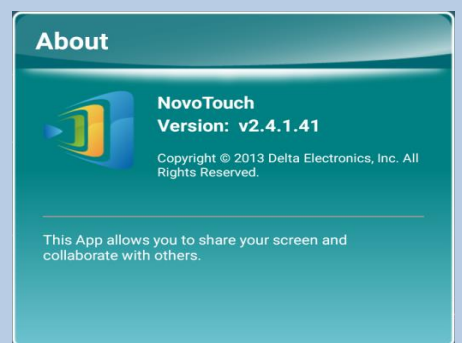 About
NovoTouch
Version: v2.4.1.41
Copyright © 2013 Delta Electronics, Inc. All
Rights Reserved.
This App allows you to share your screen and
collaborate with others.